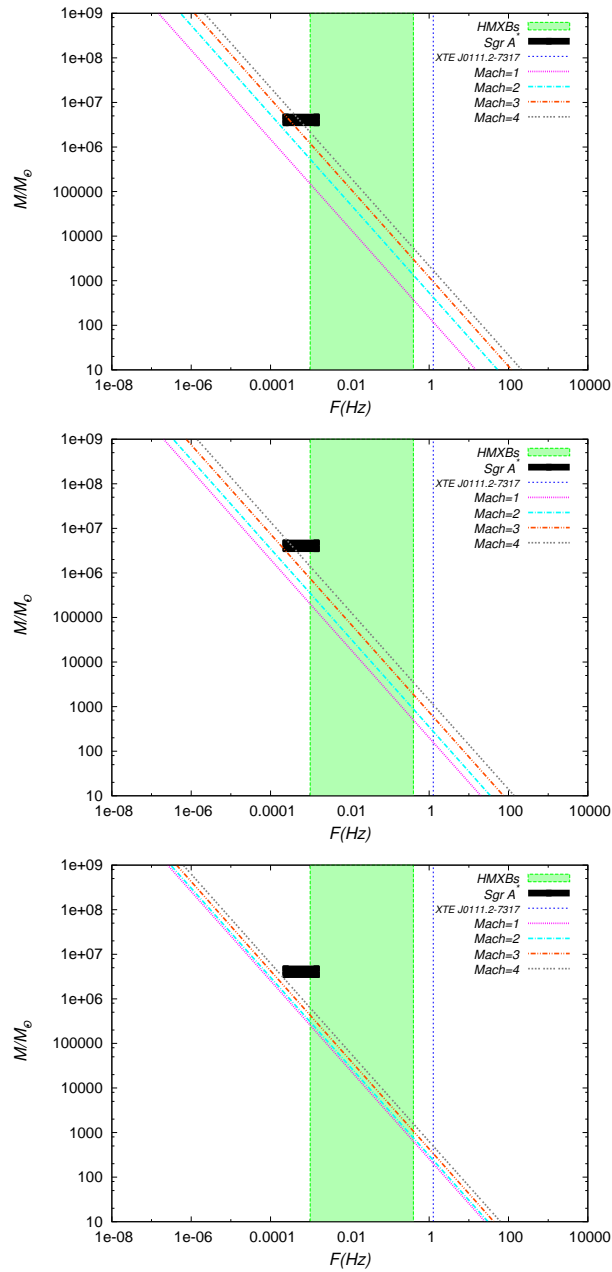 1e+09
1e+08
1e+07
1e+06
100000
10000
1000
100
10
M/M⊙
1e-08
1e-06
0.0001
0.01
1
100
10000
F(Hz)
HMXBs
Sgr A*
XTE J0111.2-7317
Mach=1
Mach=2
Mach=3
Mach=4
1e+09
1e+08
1e+07
1e+06
100000
10000
1000
100
10
M/M⊙
1e-08
1e-06
0.0001
0.01
1
100
10000
F(Hz)
HMXBs
Sgr A*
XTE J0111.2-7317
Mach=1
Mach=2
Mach=3
Mach=4
1e+09
1e+08
1e+07
1e+06
100000
10000
1000
100
10
M/M⊙
1e-08
1e-06
0.0001
0.01
1
100
10000
F(Hz)
HMXBs
Sgr A*
XTE J0111.2-7317
Mach=1
Mach=2
Mach=3
Mach=4